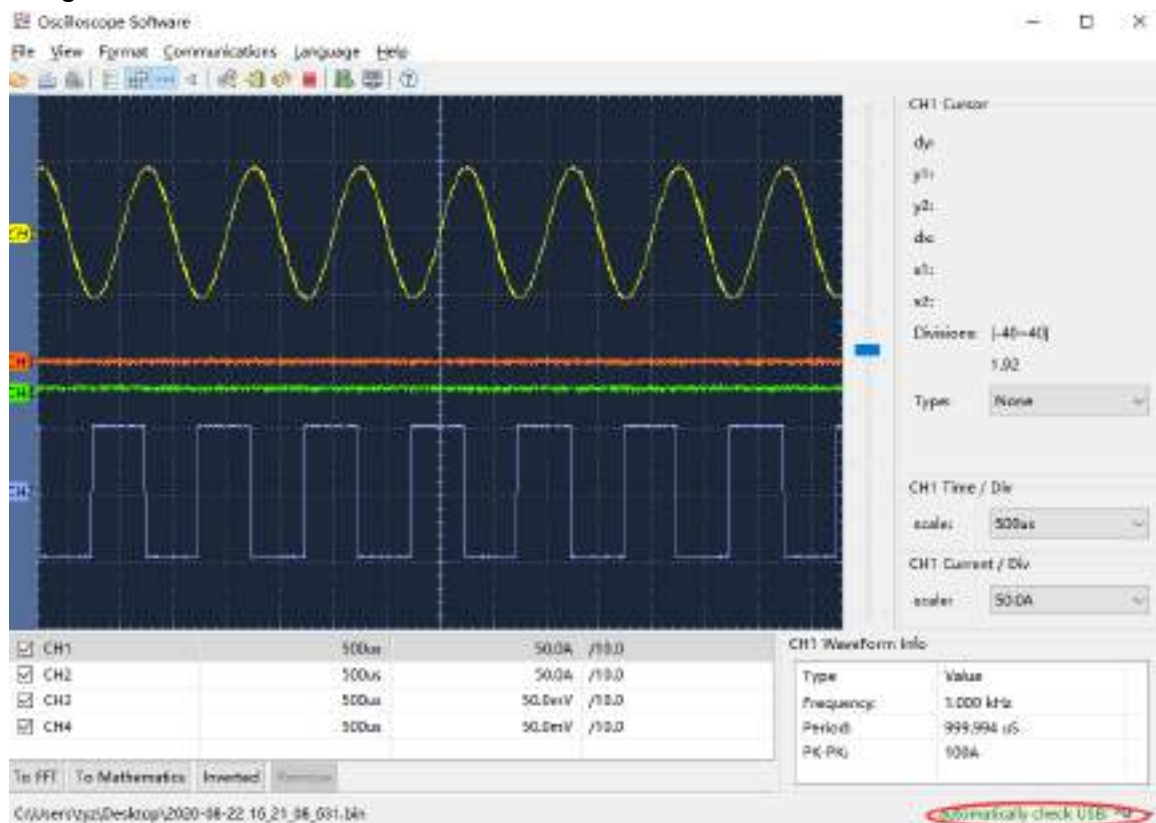 Oscilloscope Software
File View Format Communications Language Help
CH1 Cursor
dy:
y1:
y2:
dx:
x1:
x2:
Divisions: [-40~40]
1.92
Type: None
CH1 Time / Div
scale: 500us
CH1 Current / Div
scale: 50.0A
CH1 500us 50.0A /10.0
CH2 500us 50.0A /10.0
CH3 500us 50.0mV /10.0
CH4 500us 50.0mV /10.0
CH1 Waveform Info
Type Value
Frequency: 1.000 kHz
Period: 999.994 uS
PK-PK: 100A
To FFT To Mathematics Inverted Remove
C:\Users\zyz\Desktop\2020-06-22_16_21_06_631.bin
automatically check USB.